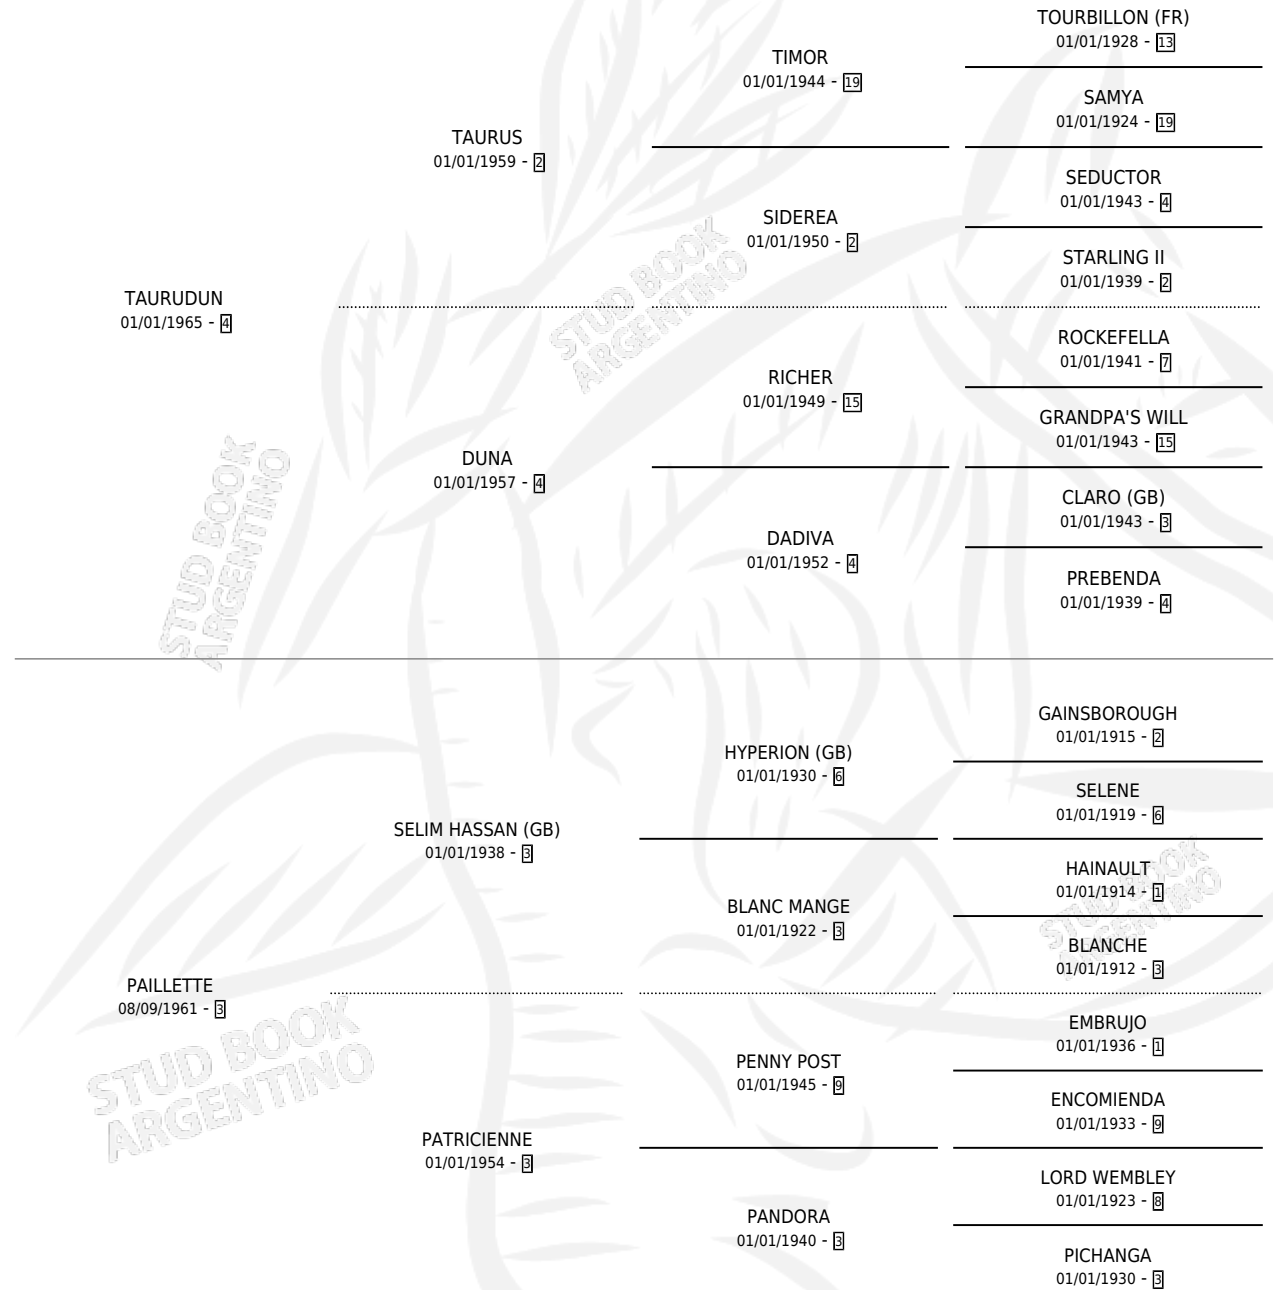 TOURBILLON (FR)
01/01/1928 - 13
TIMOR
01/01/1944 - 19
SAMYA
01/01/1924 - 19
TAURUS
01/01/1959 - 2
SEDUCTOR
01/01/1943 - 4
SIDEREA
01/01/1950 - 2
STARLING II
01/01/1939 - 2
TAURUDUN
01/01/1965 - 4
ROCKEFELLA
01/01/1941 - 7
RICHER
01/01/1949 - 15
GRANDPA'S WILL
01/01/1943 - 15
DUNA
01/01/1957 - 4
CLARO (GB)
01/01/1943 - 3
DADIVA
01/01/1952 - 4
PREBENDA
01/01/1939 - 4
STUD BOOK
ARGENTINO
STUD BOOK
ARGENTINO
GAINSBOROUGH
01/01/1915 - 2
HYPERION (GB)
01/01/1930 - 6
SELENE
01/01/1919 - 6
SELIM HASSAN (GB)
01/01/1938 - 3
HAINAULT
01/01/1914 - 1
BLANC MANGE
01/01/1922 - 3
BLANCHE
01/01/1912 - 3
PAILLETTE
08/09/1961 - 3
EMBRUJO
01/01/1936 - 1
PENNY POST
01/01/1945 - 9
ENCOMIENDA
01/01/1933 - 9
PATRICIENNE
01/01/1954 - 3
LORD WEMBLEY
01/01/1923 - 8
PANDORA
01/01/1940 - 3
PICHANGA
01/01/1930 - 3
STUD BOOK
ARGENTINO
STUD BOOK
ARGENTINO